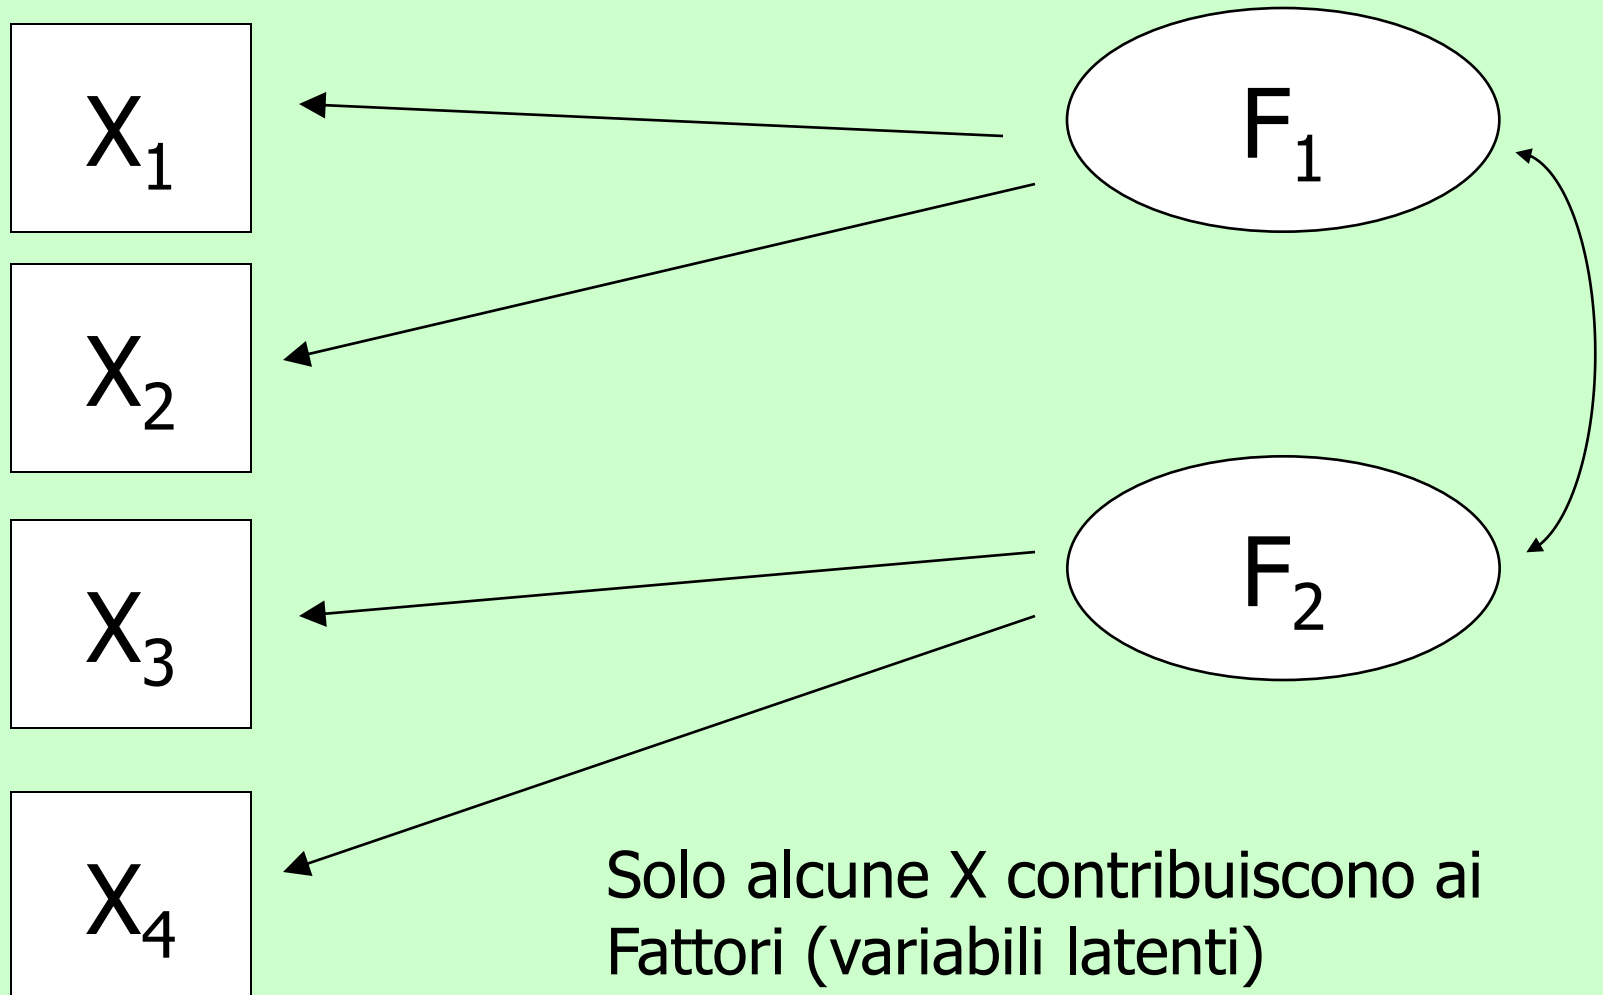 X₁
F₁
X₂
X₃
F₂
X₄
Solo alcune X contribuiscono ai
Fattori (variabili latenti)